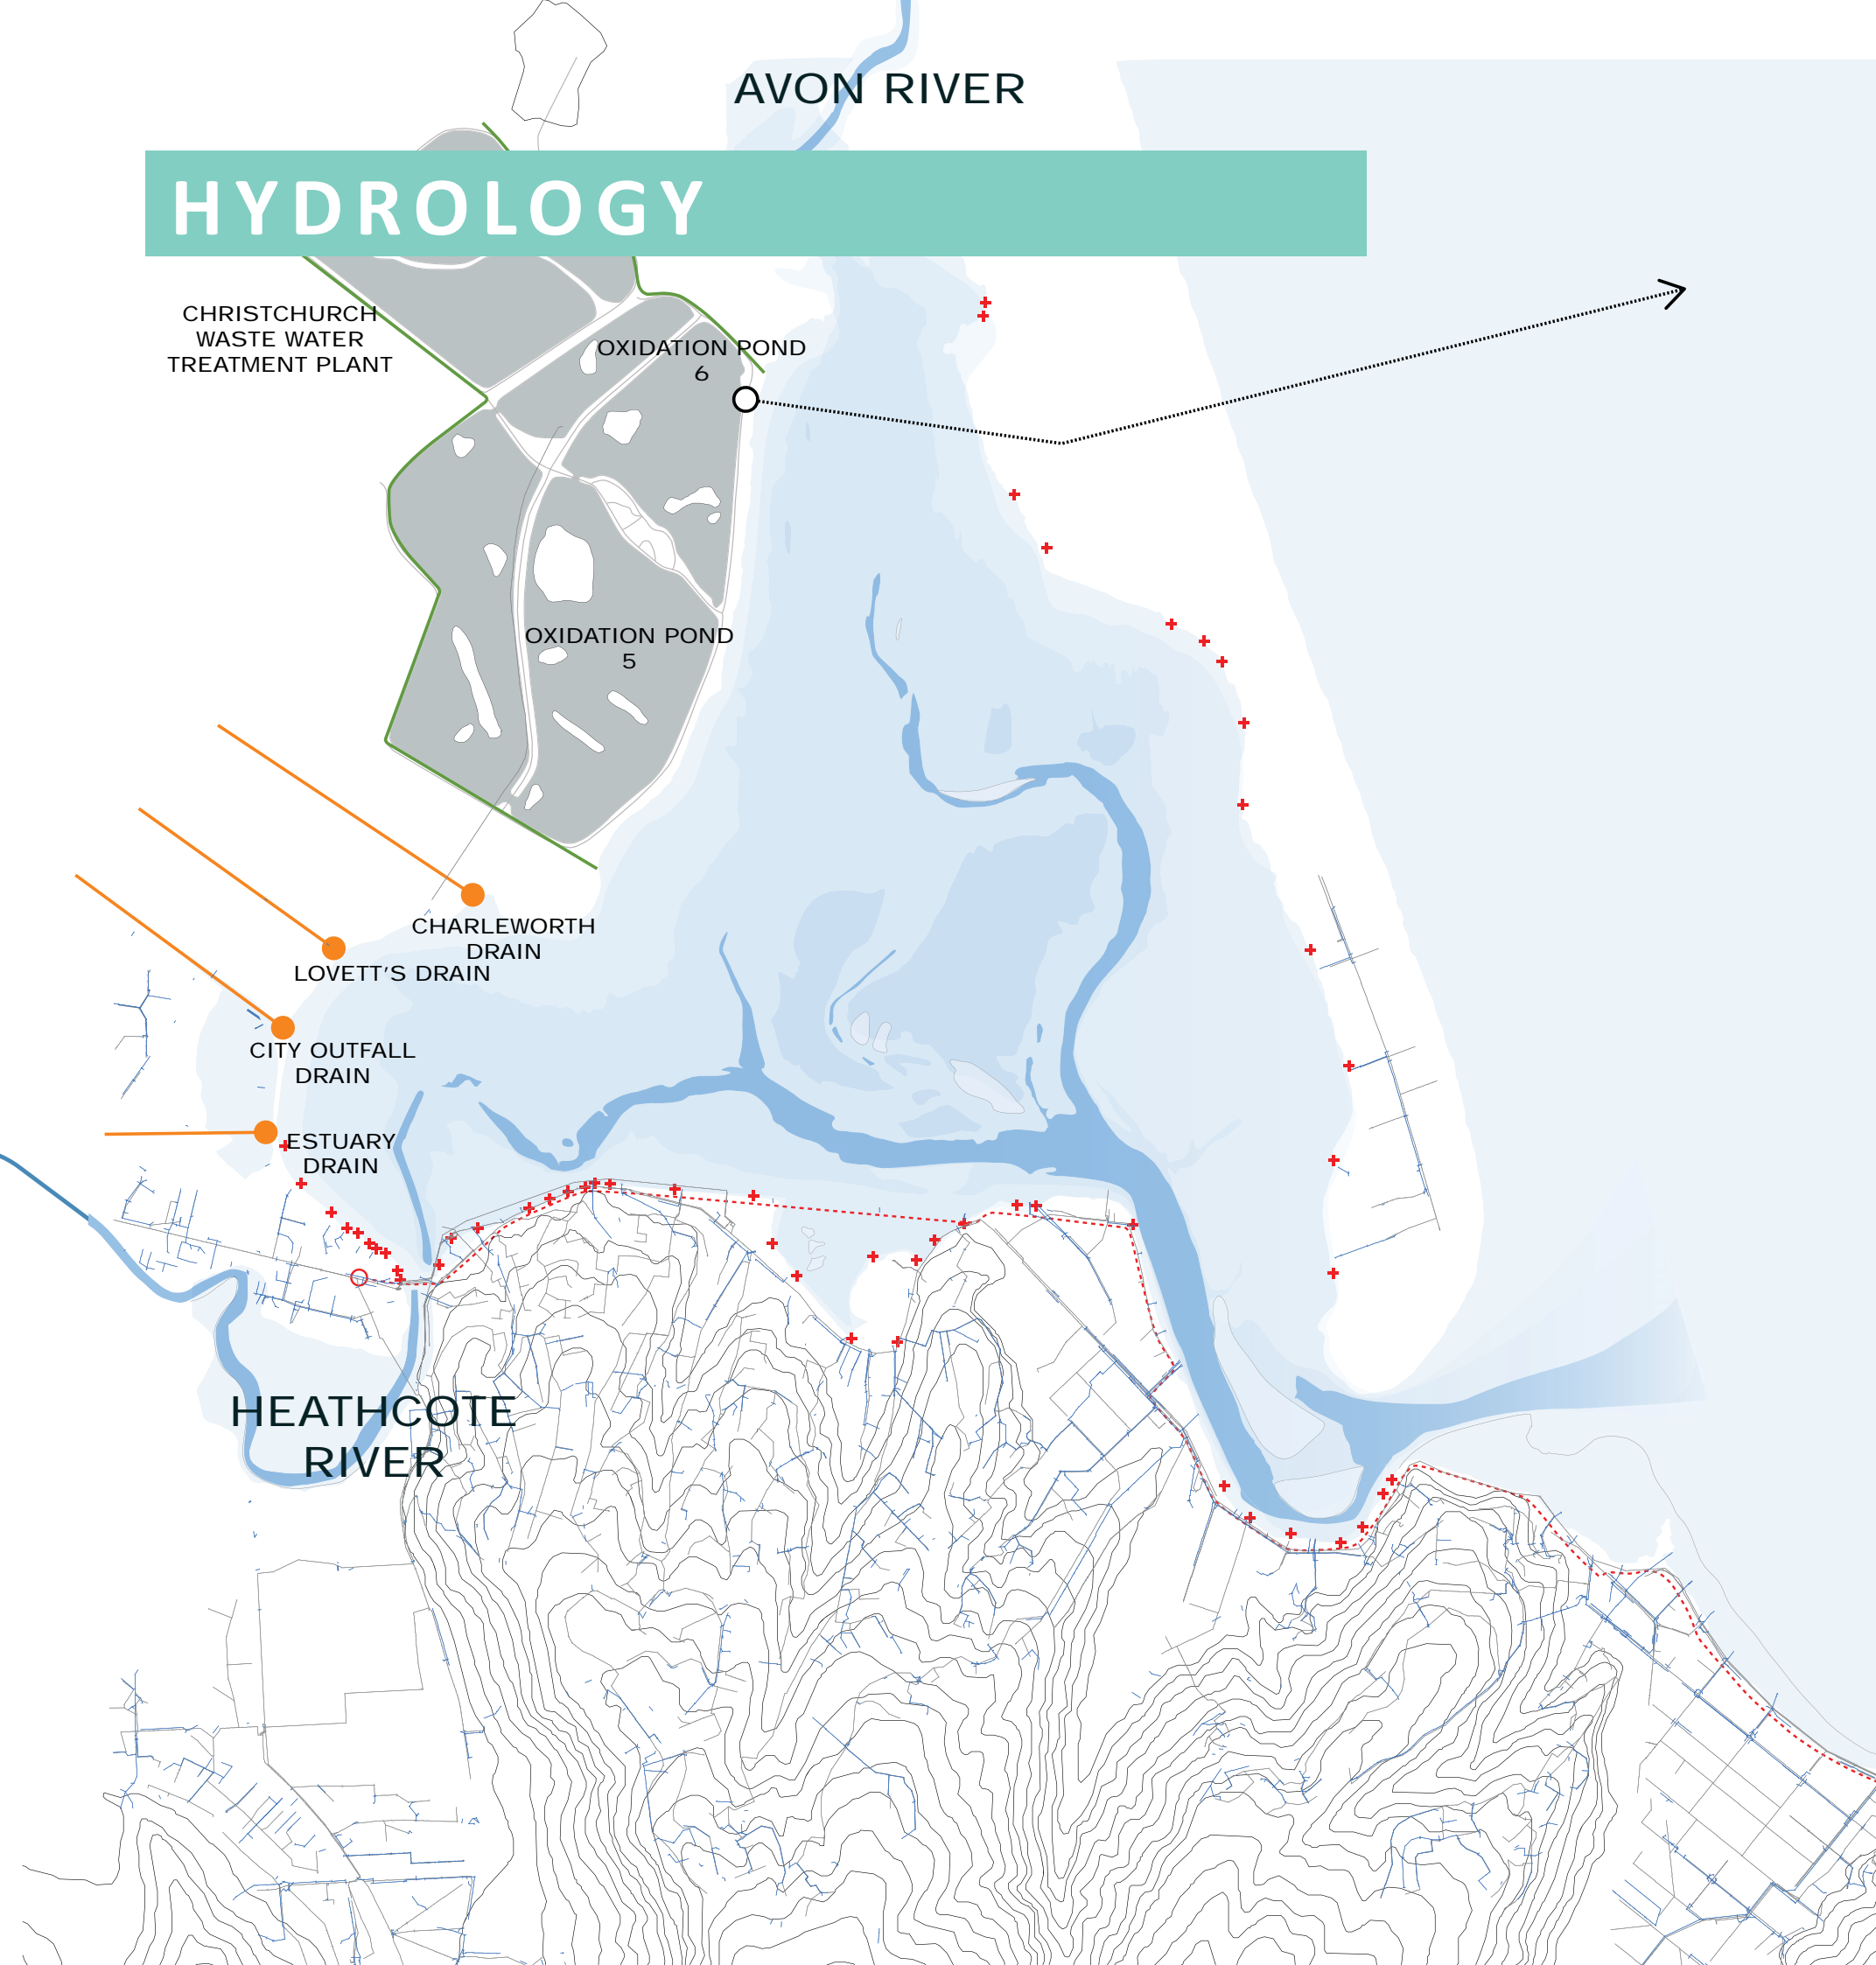 AVON RIVER
HYDROLOGY
CHRISTCHURCH
WASTE WATER
TREATMENT PLANT
OXIDATION POND
6
OXIDATION POND
5
CHARLEWORTH
DRAIN
LOVETT'S DRAIN
CITY OUTFALL
DRAIN
ESTUARY
DRAIN
HEATHCOTE
RIVER